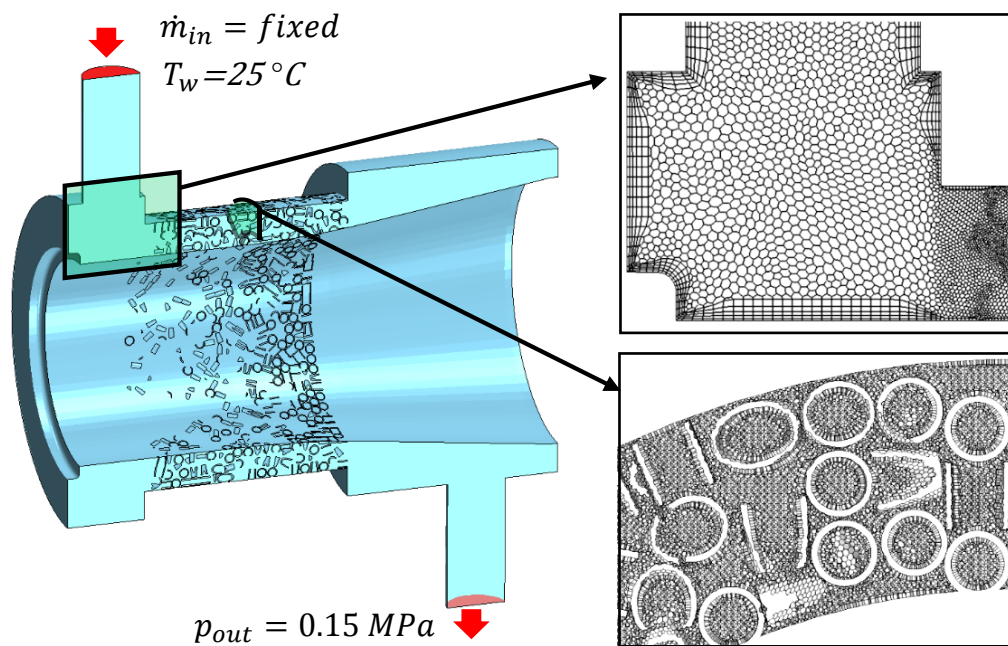 ṁ_in = fixed
T_w=25°C
p_out = 0.15 MPa